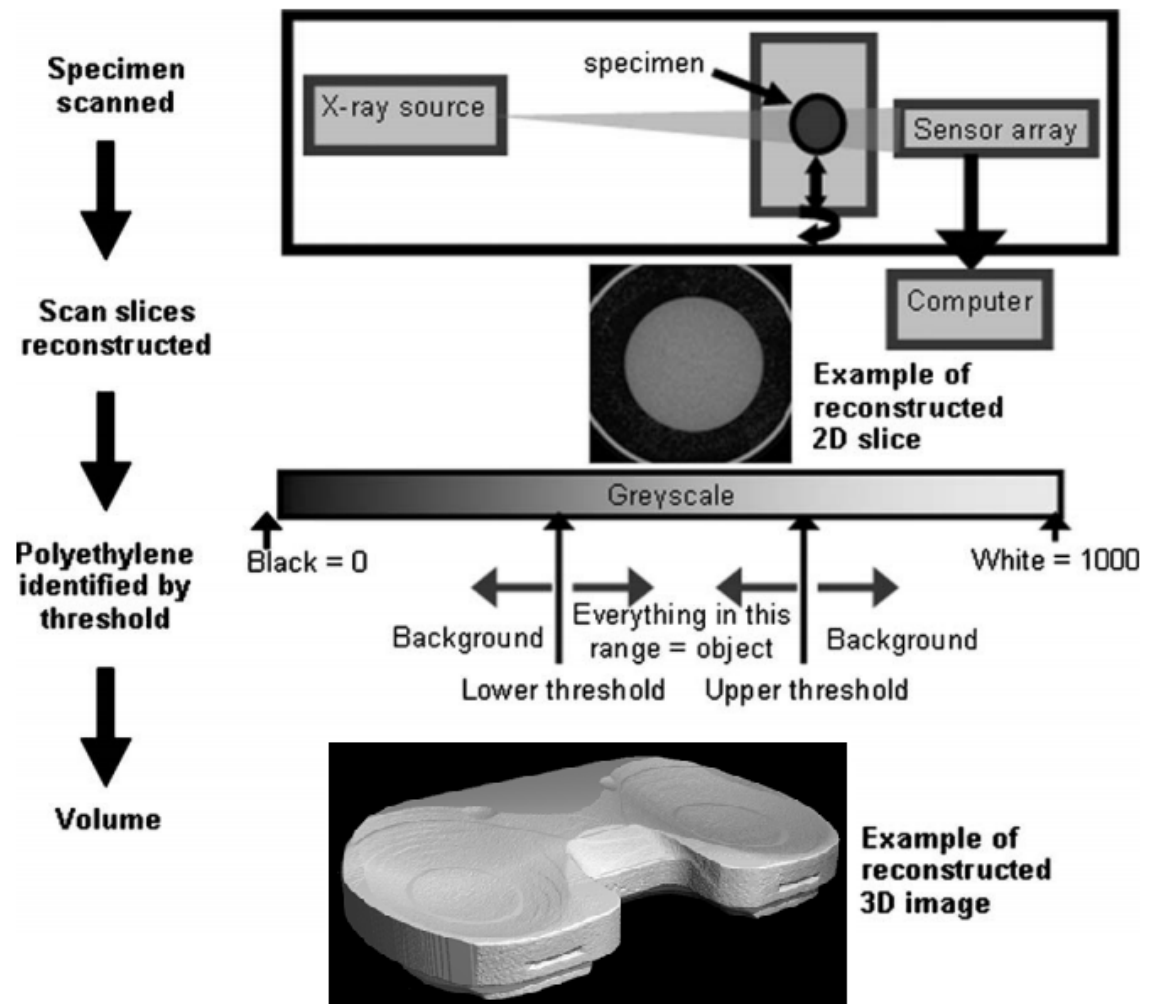 Specimen
scanned
X-ray source
specimen
Sensor array
Computer
Scan slices
reconstructed
Example of
reconstructed
2D slice
Greyscale
Black = 0
White = 1000
Polyethylene
identified by
threshold
Background
Everything in this
range = object
Background
Lower threshold
Upper threshold
Volume
Example of
reconstructed
3D image